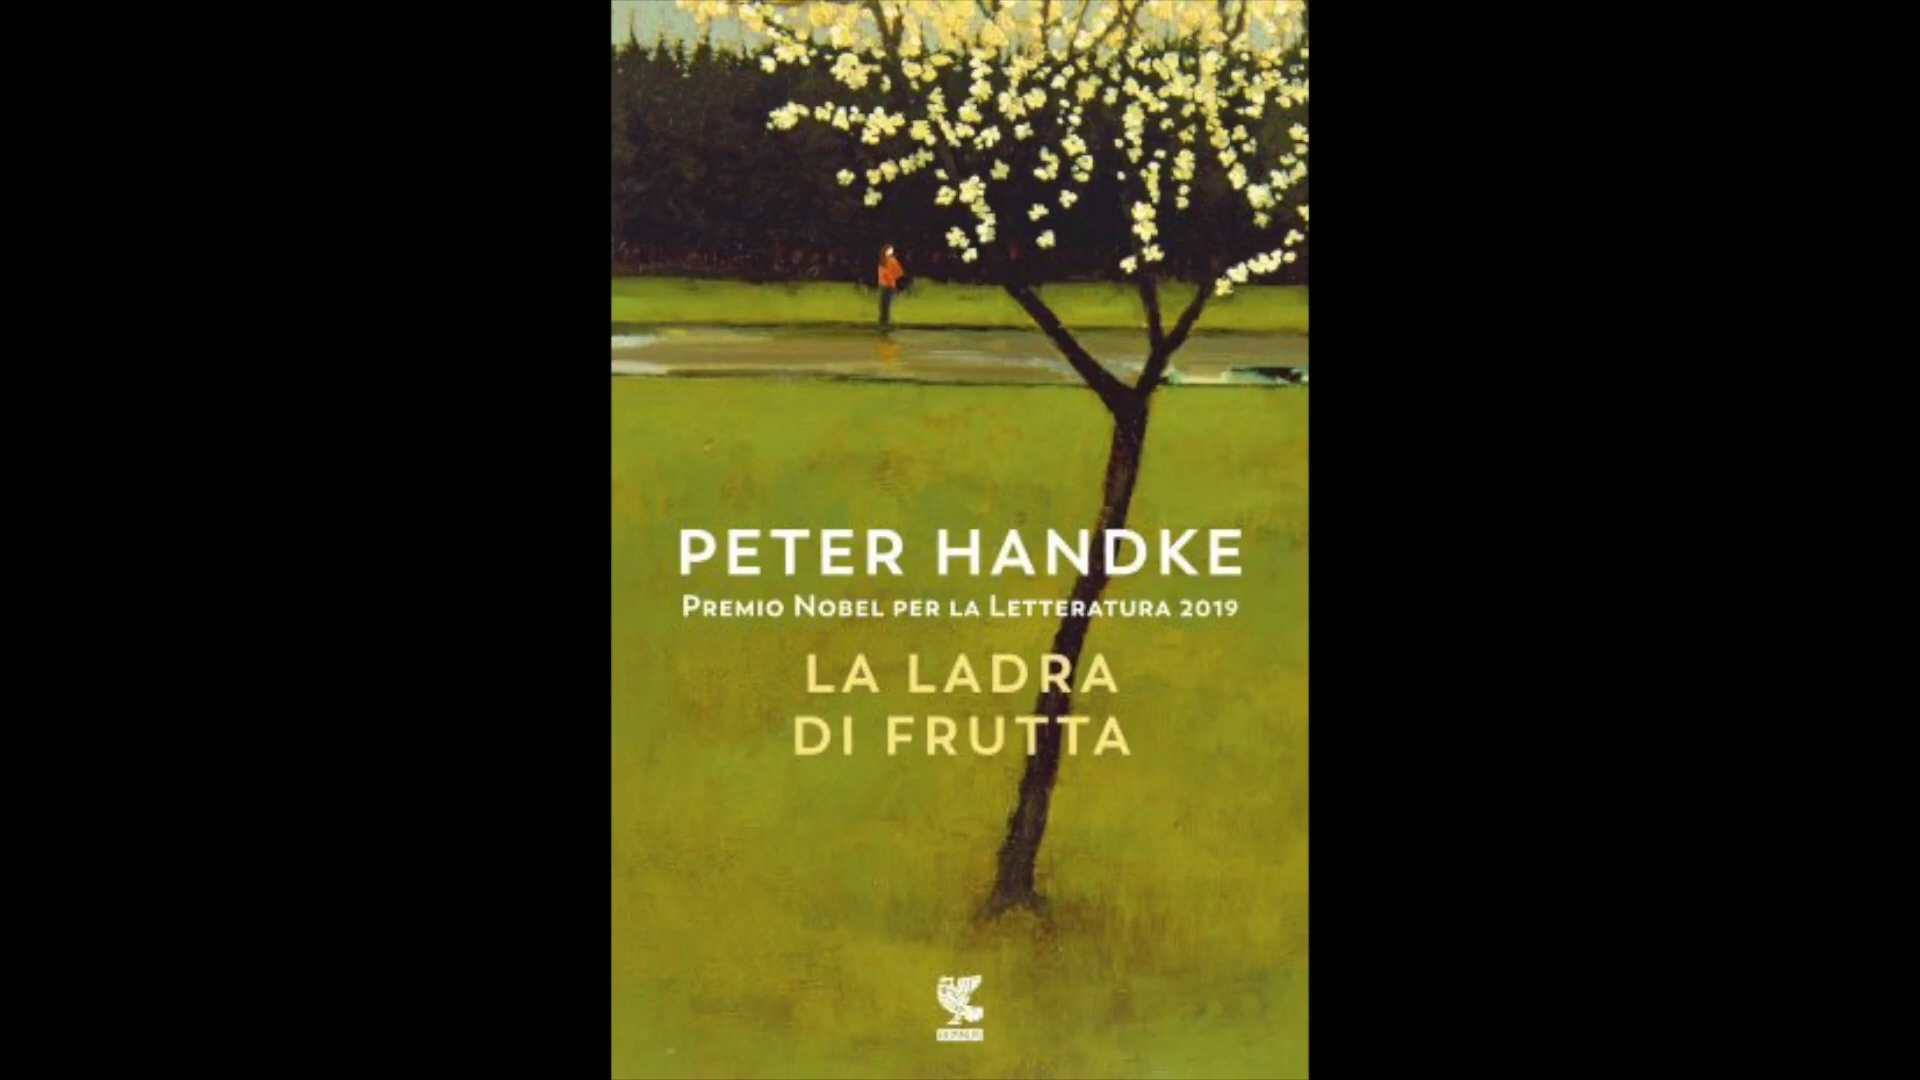 PETER HANDKE
PREMIO NOBEL PER LA LETTERATURA 2019
LA LADRA
DI FRUTTA